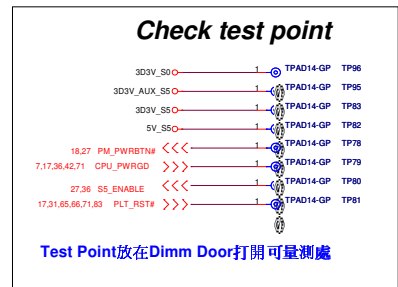 Check test point
3D3V_S0 1 TPAD14-GP TP96
3D3V_AUX_S5 1 TPAD14-GP TP95
3D3V_S5 1 TPAD14-GP TP83
5V_S5 1 TPAD14-GP TP82
18,27 PM_PWRBTN# 1 TPAD14-GP TP78
7,17,36,42,71 CPU_PWRGD 1 TPAD14-GP TP79
27,36 S5_ENABLE 1 TPAD14-GP TP80
17,31,65,66,71,83 PLT_RST# 1 TPAD14-GP TP81
Test Point放在Dimm Door打開可量測處